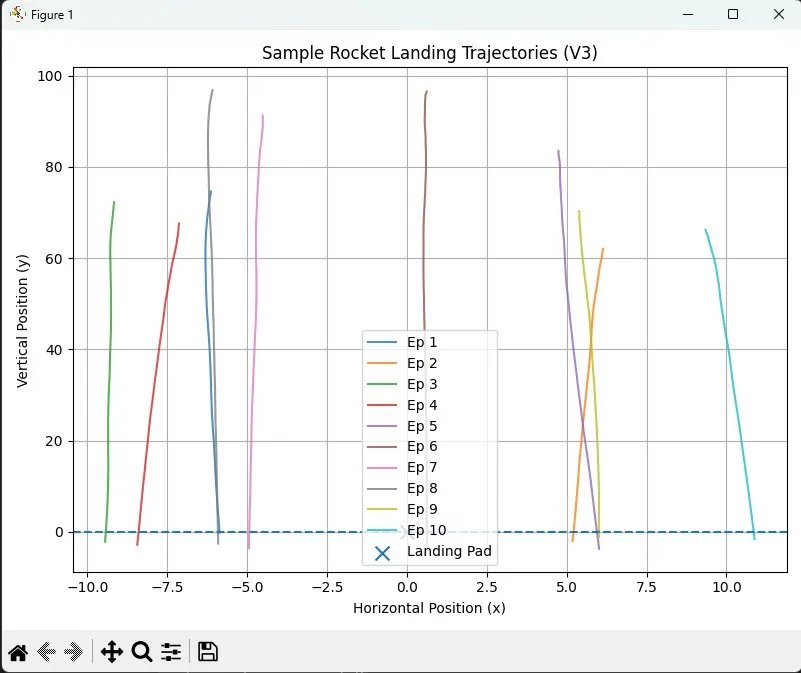 Figure 1
Sample Rocket Landing Trajectories (V3)
Vertical Position (y)
100
80
60
40
20
0
Ep 1
Ep 2
Ep 3
Ep 4
Ep 5
Ep 6
Ep 7
Ep 8
Ep 9
Ep 10
Landing Pad
−10.0 −7.5 −5.0 −2.5 0.0 2.5 5.0 7.5 10.0
Horizontal Position (x)